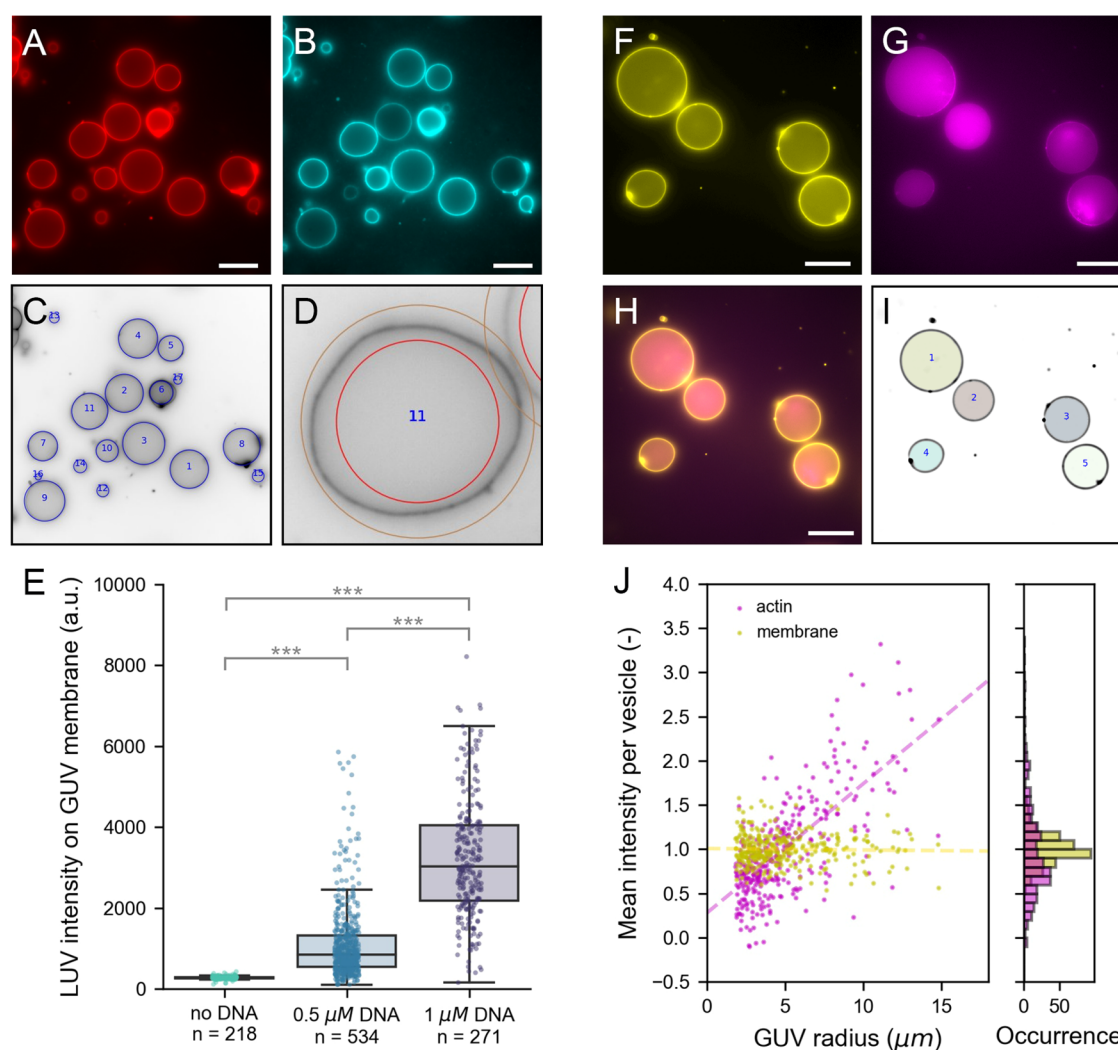 A
B
F
G
C
13
4
5
17
2
6
11
7
10
3
8
16
14
1
15
9
12
D
11
H
I
1
2
3
4
5
E
LUV intensity on GUV membrane (a.u.)
10000
8000
6000
4000
2000
0
***
***
***
no DNA
n = 218
0.5 μM DNA
n = 534
1 μM DNA
n = 271
J
Mean intensity per vesicle (-)
4.0
3.5
3.0
2.5
2.0
1.5
1.0
0.5
0.0
−0.5
actin
membrane
0
5
10
15
GUV radius (μm)
0
50
Occurrence